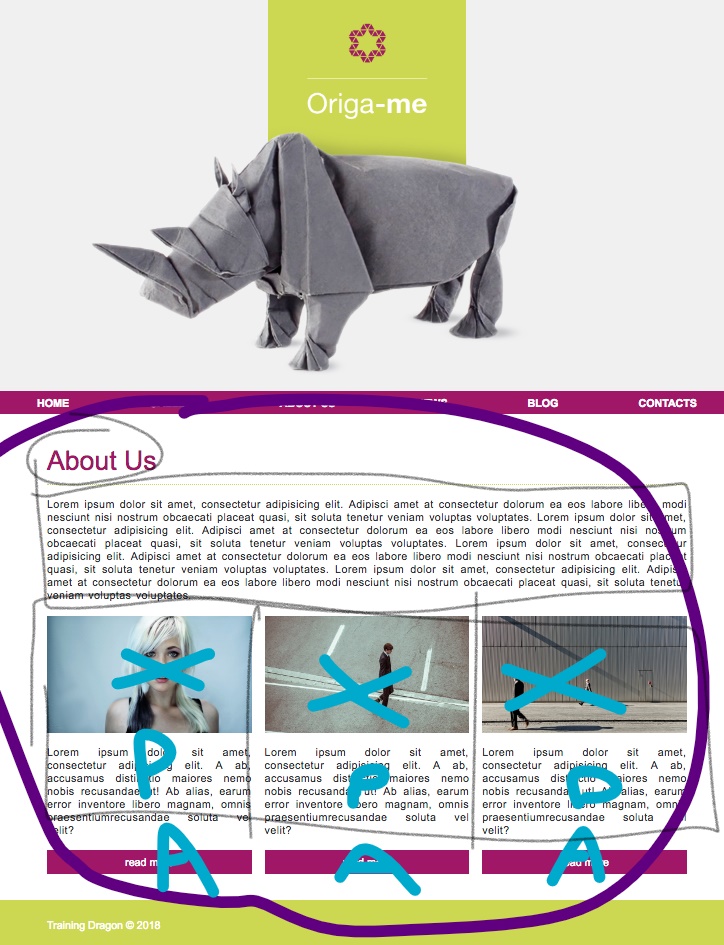 Origa-me
HOME ABOUT US NEWS BLOG CONTACTS
About Us
Lorem ipsum dolor sit amet, consectetur adipisicing elit. Adipisci amet at consectetur dolorum ea eos labore libero modi
nesciunt nisi nostrum obcaecati placeat quasi, sit soluta tenetur veniam voluptas voluptates. Lorem ipsum dolor sit amet,
consectetur adipisicing elit. Adipisci amet at consectetur dolorum ea eos labore libero modi nesciunt nisi nostrum
obcaecati placeat quasi, sit soluta tenetur veniam voluptas voluptates. Lorem ipsum dolor sit amet, consectetur
adipisicing elit. Adipisci amet at consectetur dolorum ea eos labore libero modi nesciunt nisi nostrum obcaecati placeat
quasi, sit soluta tenetur veniam voluptas voluptates. Lorem ipsum dolor sit amet, consectetur adipisicing elit. Adipisci
amet at consectetur dolorum ea eos labore libero modi nesciunt nisi nostrum obcaecati placeat quasi, sit soluta tenetur
veniam voluptas voluptates.
Lorem ipsum dolor sit amet,
consectetur adipisicing elit. A ab,
accusamus distinctio maiores nemo
nobis recusandae ut! Ab alias, earum
error inventore libero magnam, omnis
praesentiumrecusandae soluta vel
velit?
read more
P
A
Lorem ipsum dolor sit amet,
consectetur adipisicing elit. A ab,
accusamus distinctio maiores nemo
nobis recusandae ut! Ab alias, earum
error inventore libero magnam, omnis
praesentiumrecusandae soluta vel
velit?
read more
P
Lorem ipsum dolor sit amet,
consectetur adipisicing elit. A ab,
accusamus distinctio maiores nemo
nobis recusandae ut! Ab alias, earum
error inventore libero magnam, omnis
praesentiumrecusandae soluta vel
velit?
read more
P
A
Training Dragon © 2018